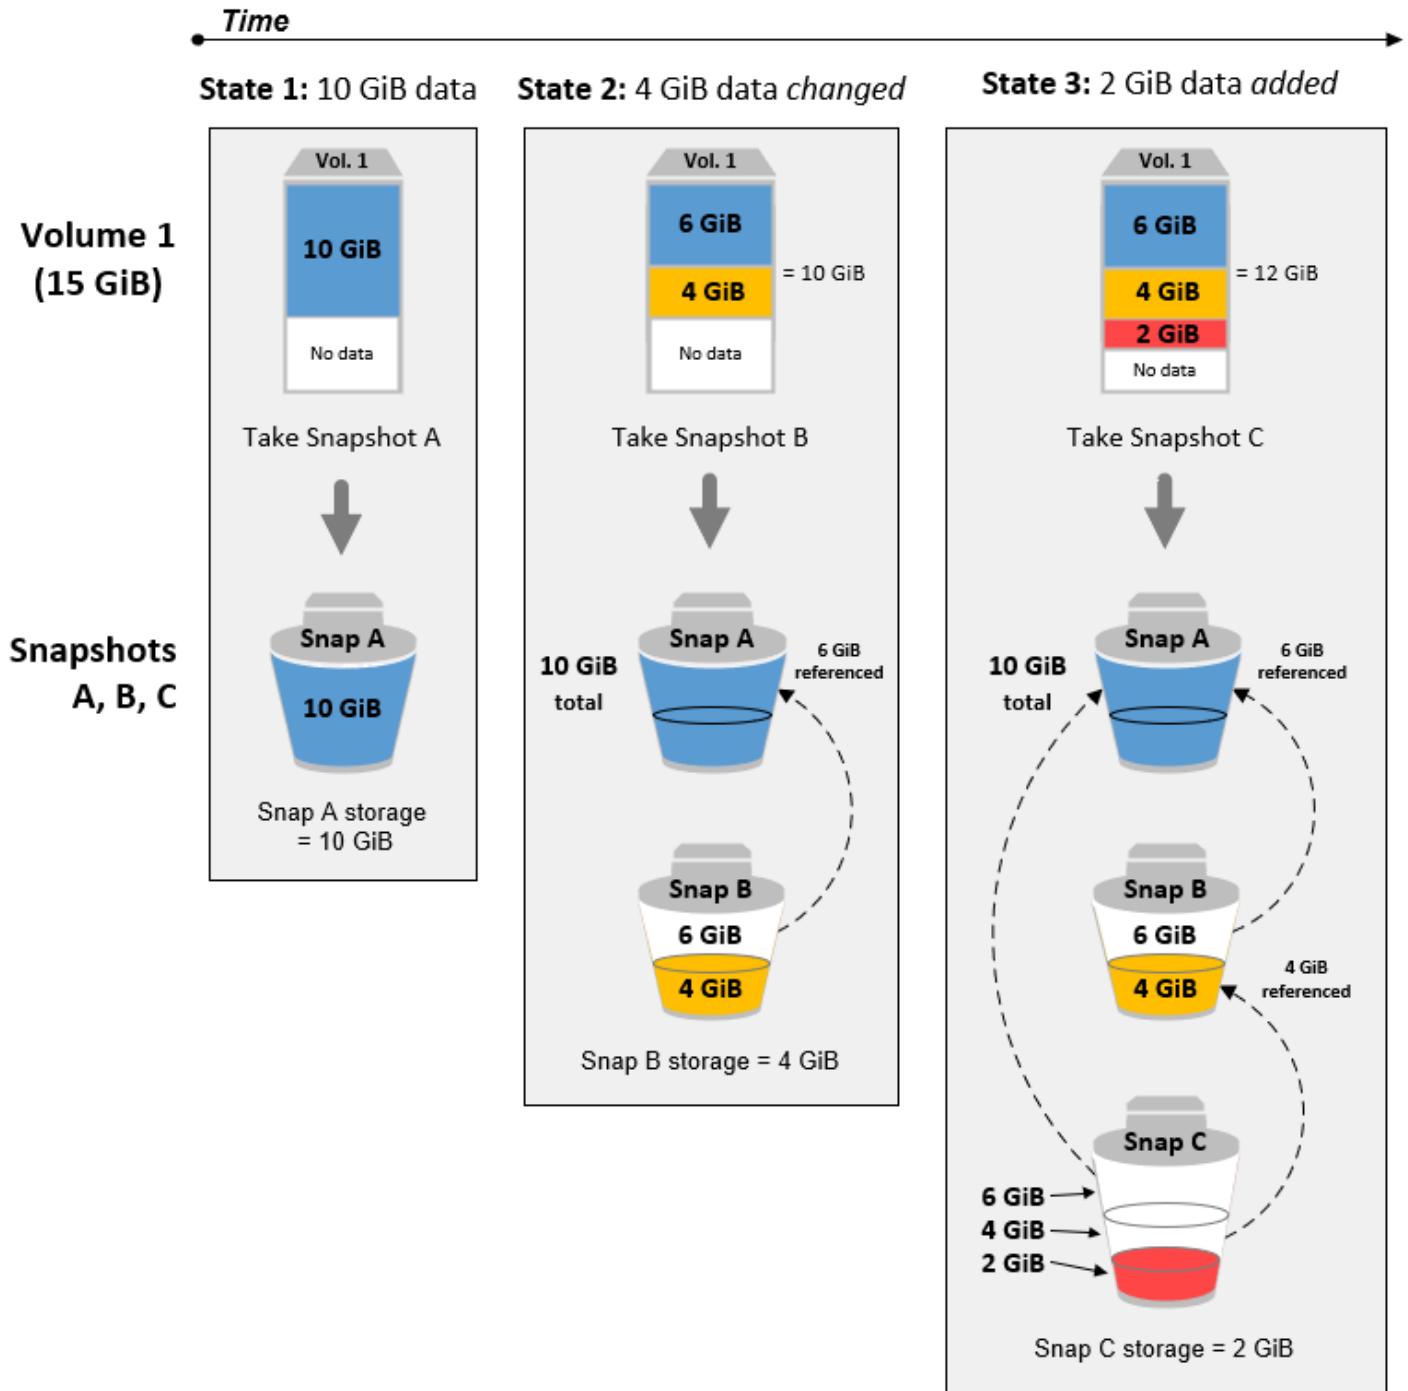 Time
State 1: 10 GiB data
State 2: 4 GiB data changed
State 3: 2 GiB data added
Volume 1
(15 GiB)
Vol. 1
10 GiB
No data
Take Snapshot A
Vol. 1
6 GiB
4 GiB
= 10 GiB
No data
Take Snapshot B
Vol. 1
6 GiB
4 GiB
2 GiB
= 12 GiB
No data
Take Snapshot C
Snapshots
A, B, C
Snap A
10 GiB
Snap A storage
= 10 GiB
Snap A
10 GiB
total
6 GiB
referenced
Snap B
6 GiB
4 GiB
Snap B storage = 4 GiB
Snap A
10 GiB
total
6 GiB
referenced
Snap B
6 GiB
4 GiB
4 GiB
referenced
Snap C
6 GiB
4 GiB
2 GiB
Snap C storage = 2 GiB